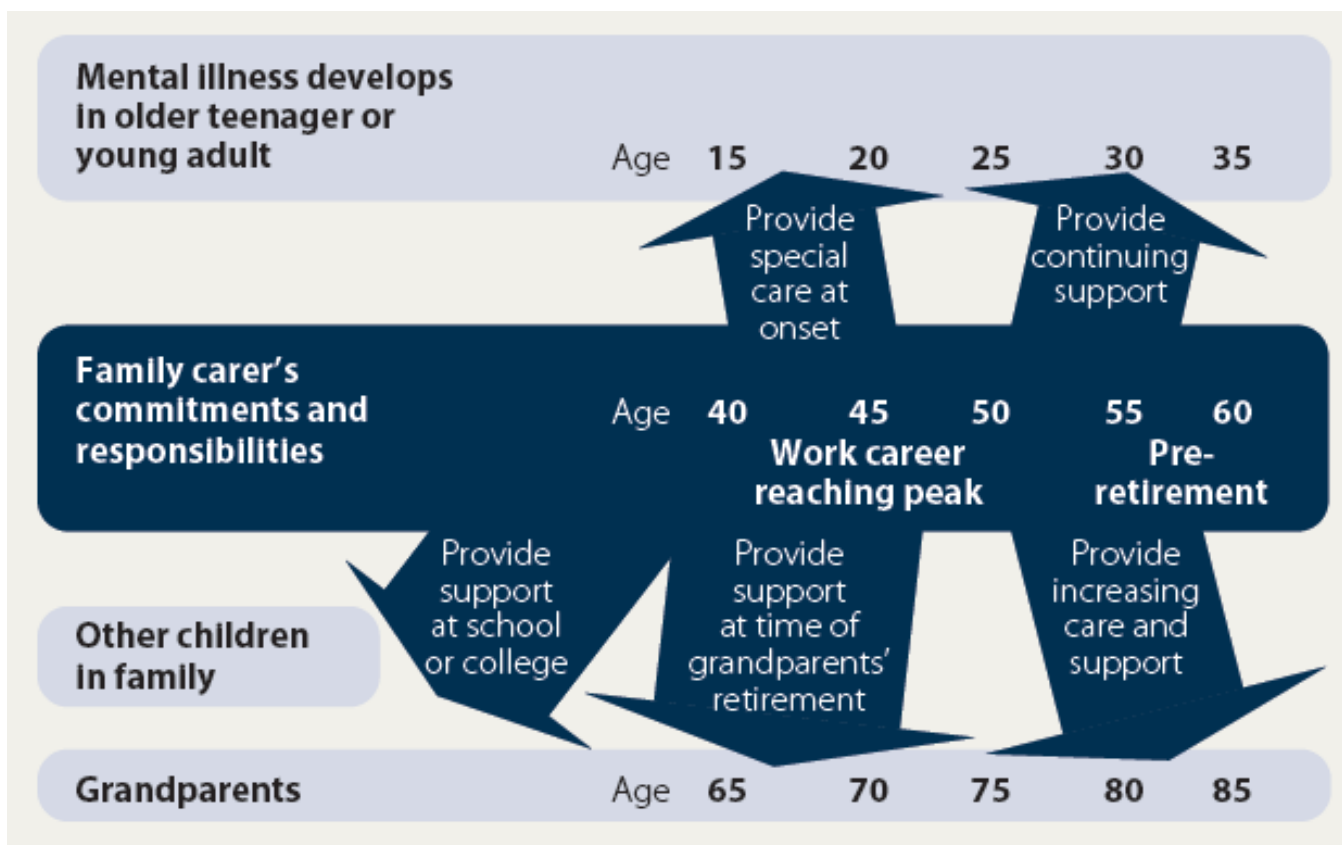 Mental illness develops
in older teenager or
young adult
Age 15 20 25 30 35
Provide
special
care at
onset
Provide
continuing
support
Family carer's
commitments and
responsibilities
Age 40 45 50 55 60
Work career
reaching peak
Pre-
retirement
Provide
support
at school
or college
Provide
support
at time of
grandparents'
retirement
Provide
increasing
care and
support
Other children
in family
Grandparents
Age 65 70 75 80 85